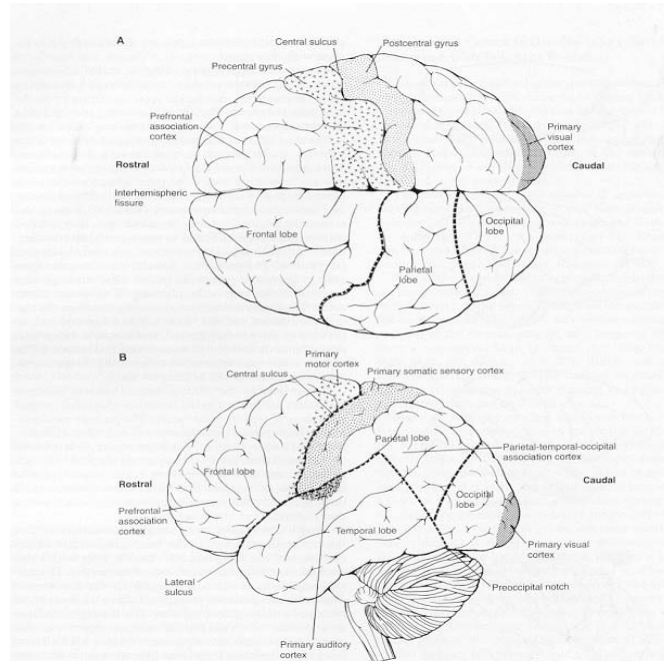 A
Central sulcus
Postcentral gyrus
Precentral gyrus
Prefrontal
association
cortex
Primary
visual
cortex
Rostral
Caudal
Interhemispheric
fissure
Frontal lobe
Occipital
lobe
Parietal
lobe
B
Primary
motor cortex
Central sulcus
Primary somatic sensory cortex
Parietal lobe
Parietal-temporal-occipital
association cortex
Frontal lobe
Rostral
Caudal
Occipital
lobe
Prefrontal
association
cortex
Temporal lobe
Primary visual
cortex
Lateral
sulcus
Preoccipital notch
Primary auditory
cortex